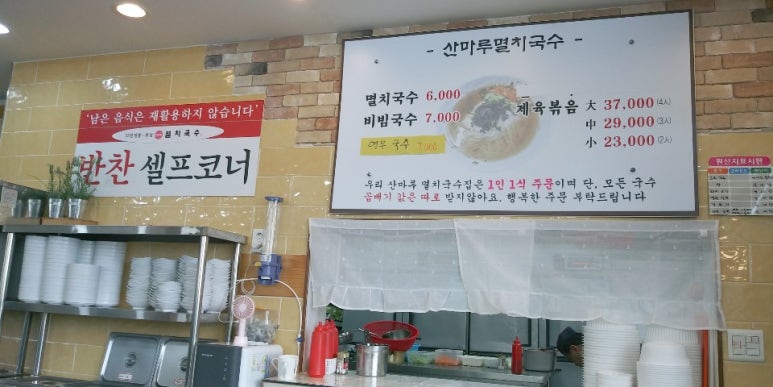 '남은 음식은 재활용하지 않습니다'
멸치국수
반찬 셀프코너
- 산마루멸치국수 -
멸치국수 6,000
비빔국수 7,000
열무 국수 7,000
제육볶음 大 37,000 (4人)
中 29,000 (3人)
小 23,000 (2人)
우리 산마루 멸치국수집은 1인 1식 주문이며 단, 모든 국수
곱배기 값은 따로 받지않아요. 행복한 주문 부탁드립니다
원산지표시판